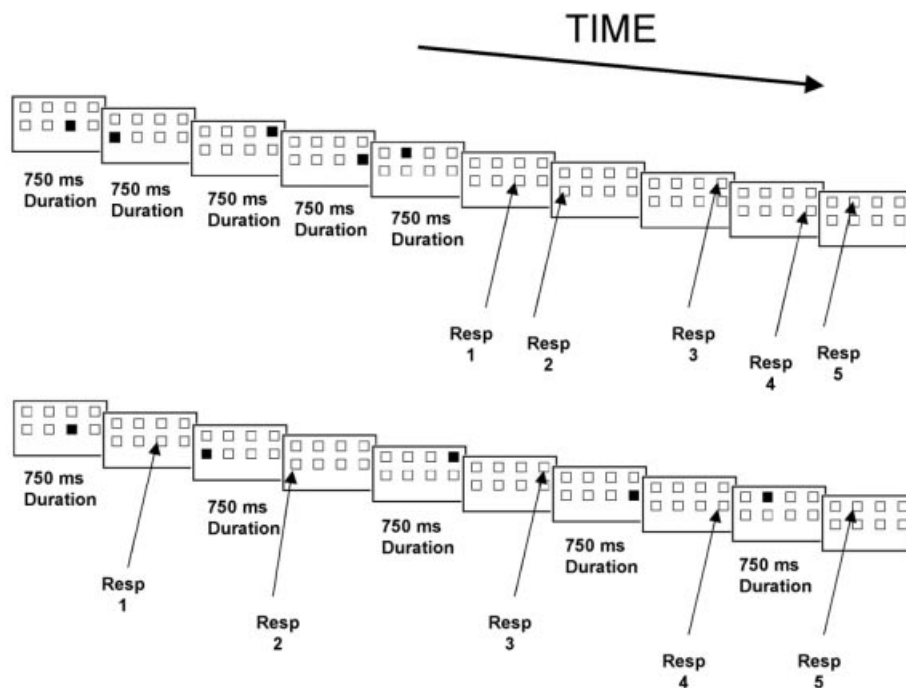 TIME
750 ms
Duration
750 ms
Duration
750 ms
Duration
750 ms
Duration
750 ms
Duration
Resp
1
Resp
2
Resp
3
Resp
4
Resp
5
750 ms
Duration
750 ms
Duration
750 ms
Duration
750 ms
Duration
750 ms
Duration
Resp
1
Resp
2
Resp
3
Resp
4
Resp
5